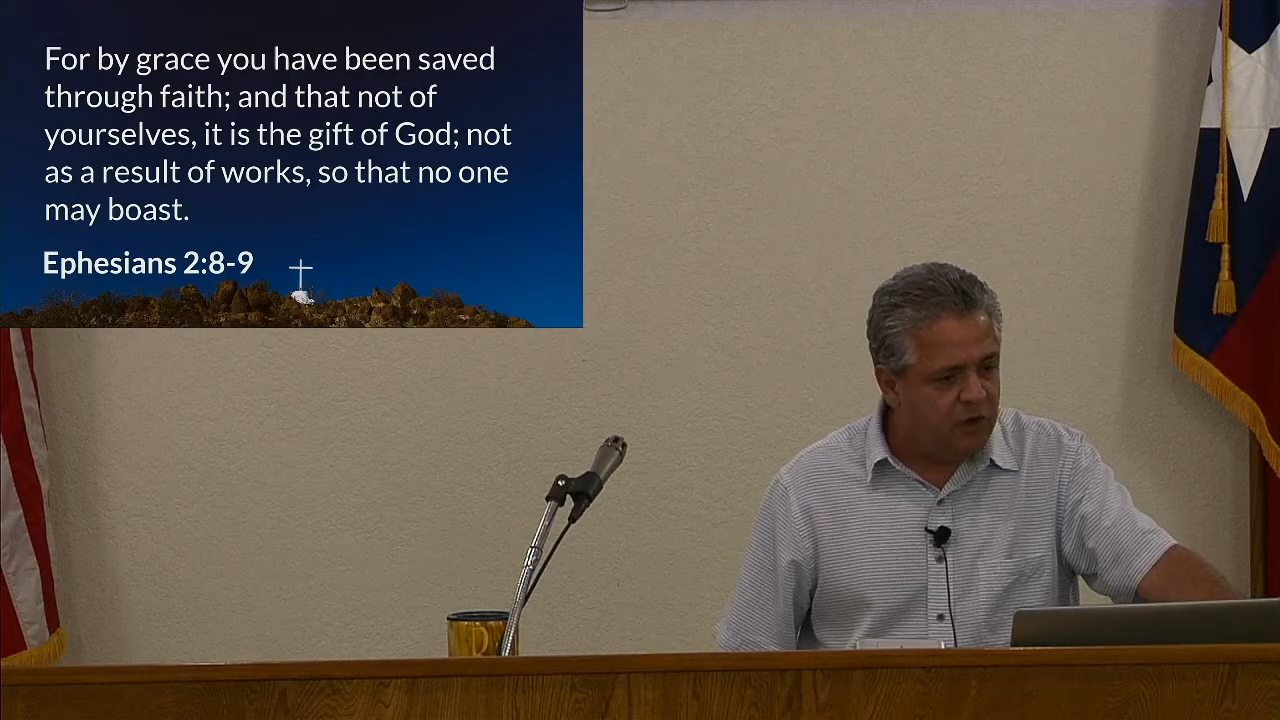 For by grace you have been saved
through faith; and that not of
yourselves, it is the gift of God; not
as a result of works, so that no one
may boast.
Ephesians 2:8-9